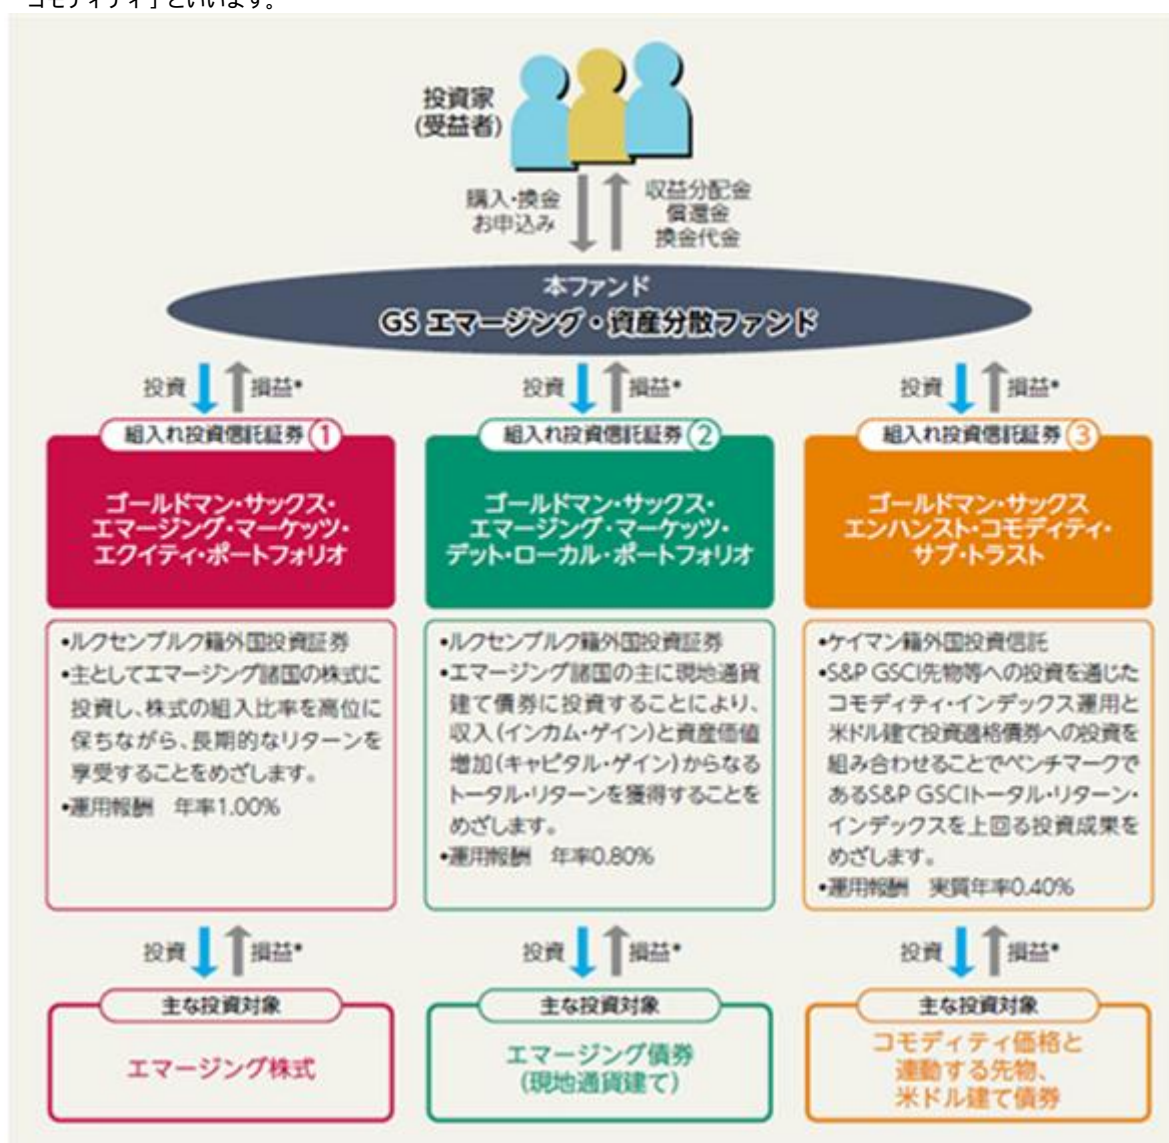 コモディティ」といいます。
投資家
(受益者)
購入・換金
お申込み
収益分配金
償還金
換金代金
本ファンド
GS エマージング・資産分散ファンド
投資 損益*
投資 損益*
投資 損益*
組入れ投資信託証券①
ゴールドマン・サックス・
エマージング・マーケッツ・
エクイティ・ポートフォリオ
•ルクセンブルク籍外国投資証券
•主としてエマージング諸国の株式に
投資し、株式の組入比率を高位に
保ちながら、長期的なリターンを
享受することをめざします。
•運用報酬 年率1.00%
投資 損益*
主な投資対象
エマージング株式
組入れ投資信託証券②
ゴールドマン・サックス・
エマージング・マーケッツ・
デット・ローカル・ポートフォリオ
•ルクセンブルク籍外国投資証券
•エマージング諸国の主に現地通貨
建て債券に投資することにより、
収入(インカム・ゲイン)と資産価値
増加(キャピタル・ゲイン)からなる
トータル・リターンを獲得することを
めざします。
•運用報酬 年率0.80%
投資 損益*
主な投資対象
エマージング債券
(現地通貨建て)
組入れ投資信託証券③
ゴールドマン・サックス
エンハンスト・コモディティ・
サブ・トラスト
•ケイマン籍外国投資信託
•S&P GSCI先物等への投資を通じた
コモディティ・インデックス運用と
米ドル建て投資適格債券への投資を
組み合わせることでベンチマークで
あるS&P GSCIトータル・リターン・
インデックスを上回る投資成果を
めざします。
•運用報酬 実質年率0.40%
投資 損益*
主な投資対象
コモディティ価格と
連動する先物、
米ドル建て債券